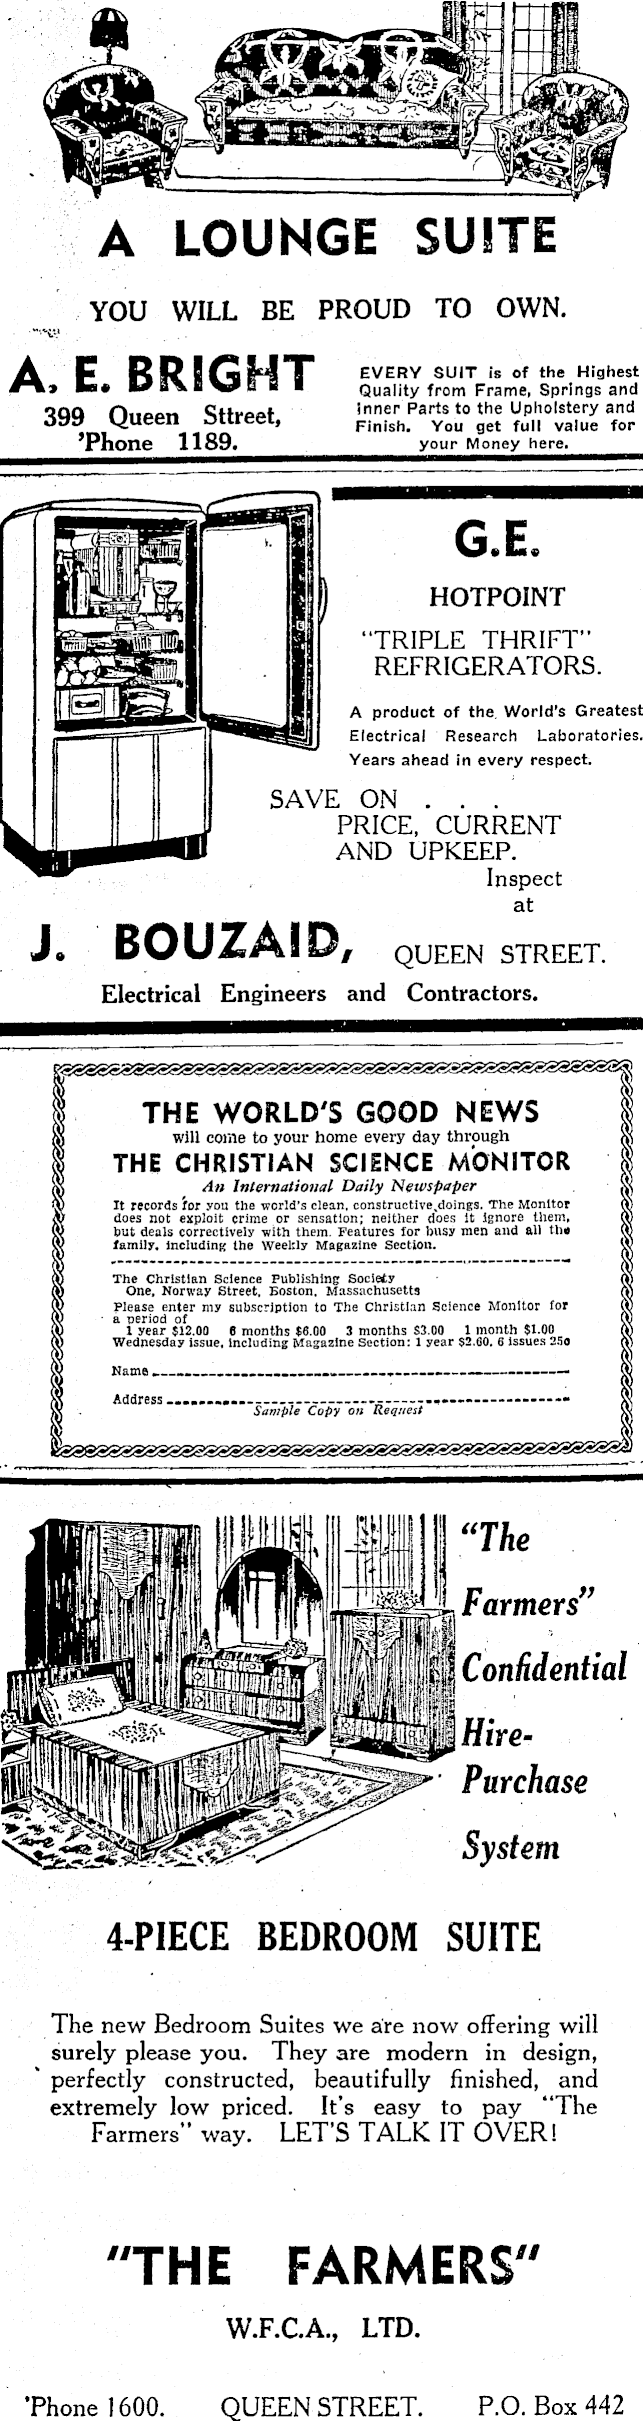 A LOUNGE SUITE
YOU WILL BE PROUD TO OWN.
A. E. BRIGHT
399 Queen Sttreet,
'Phone 1189.
EVERY SUIT is of the Highest
Quality from Frame, Springs and
Inner Parts to the Upholstery and
Finish. You get full value for
your Money here.
G.E.
HOTPOINT
"TRIPLE THRIFT"
REFRIGERATORS.
A product of the World's Greatest
Electrical Research Laboratories.
Years ahead in every respect.
SAVE ON . . .
PRICE, CURRENT
AND UPKEEP.
Inspect
at
J. BOUZAID, QUEEN STREET.
Electrical Engineers and Contractors.
THE WORLD'S GOOD NEWS
will come to your home every day through
THE CHRISTIAN SCIENCE MONITOR
An International Daily Newspaper
It records for you the world's clean, constructive doings. The Monitor
does not exploit crime or sensation; neither does it ignore them,
but deals correctively with them. Features for busy men and all the
family, including the Weekly Magazine Section.
The Christian Science Publishing Society
One, Norway Street, Boston, Massachusetts
Please enter my subscription to The Christian Science Monitor for
a period of
1 year $12.00 6 months $6.00 3 months $3.00 1 month $1.00
Wednesday issue, including Magazine Section: 1 year $2.60, 6 issues 25c
Name
Address
Sample Copy on Request
"The
Farmers"
Confidential
Hire-
Purchase
System
4-PIECE BEDROOM SUITE
The new Bedroom Suites we are now offering will
surely please you. They are modern in design,
perfectly constructed, beautifully finished, and
extremely low priced. It's easy to pay "The
Farmers" way. LET'S TALK IT OVER!
"THE FARMERS"
W.F.C.A., LTD.
'Phone 1600. QUEEN STREET. P.O. Box 442